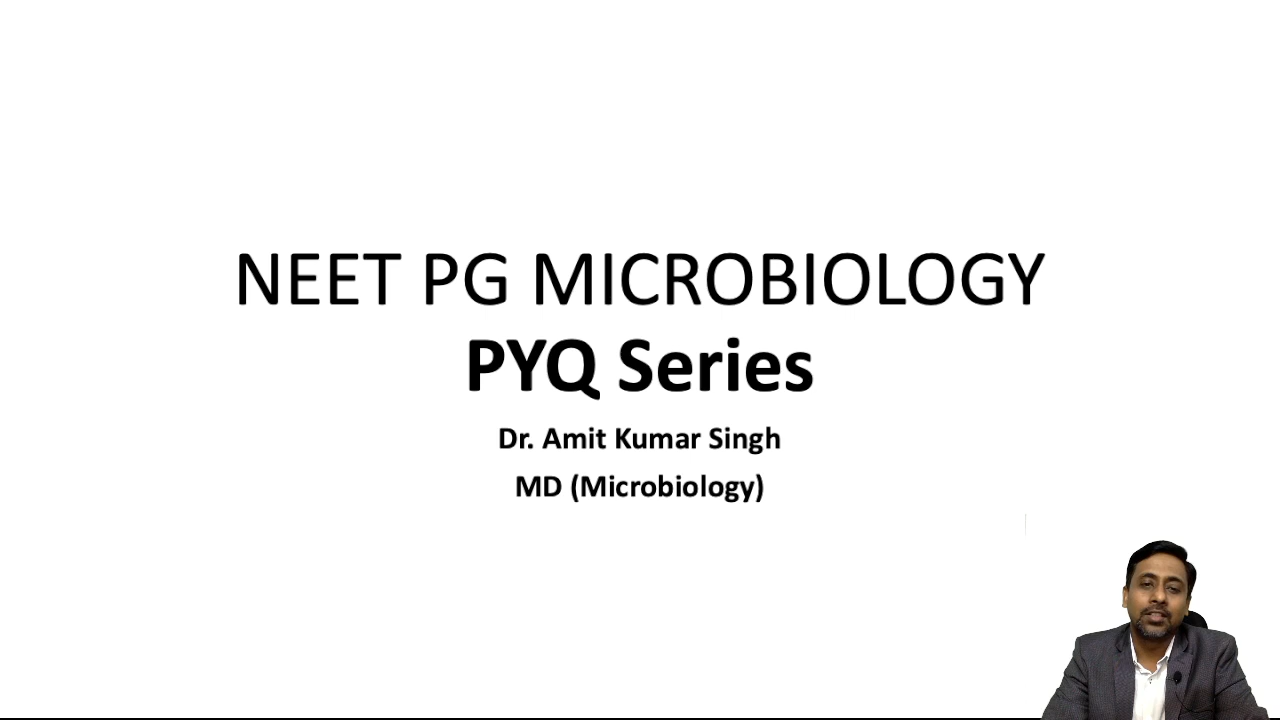 NEET PG MICROBIOLOGY
PYQ Series
Dr. Amit Kumar Singh
MD (Microbiology)